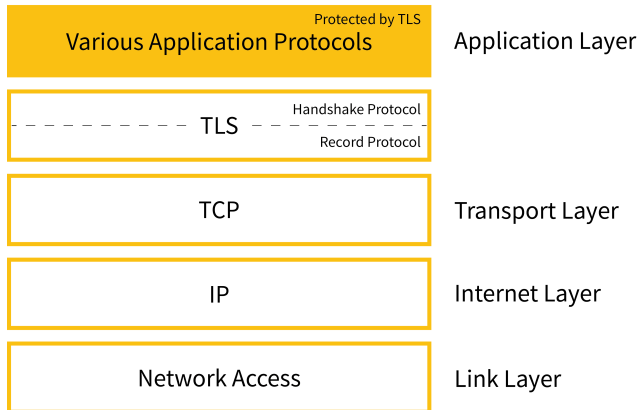 Protected by TLS
Various Application Protocols
Application Layer
Handshake Protocol
TLS
Record Protocol
TCP
Transport Layer
IP
Internet Layer
Network Access
Link Layer